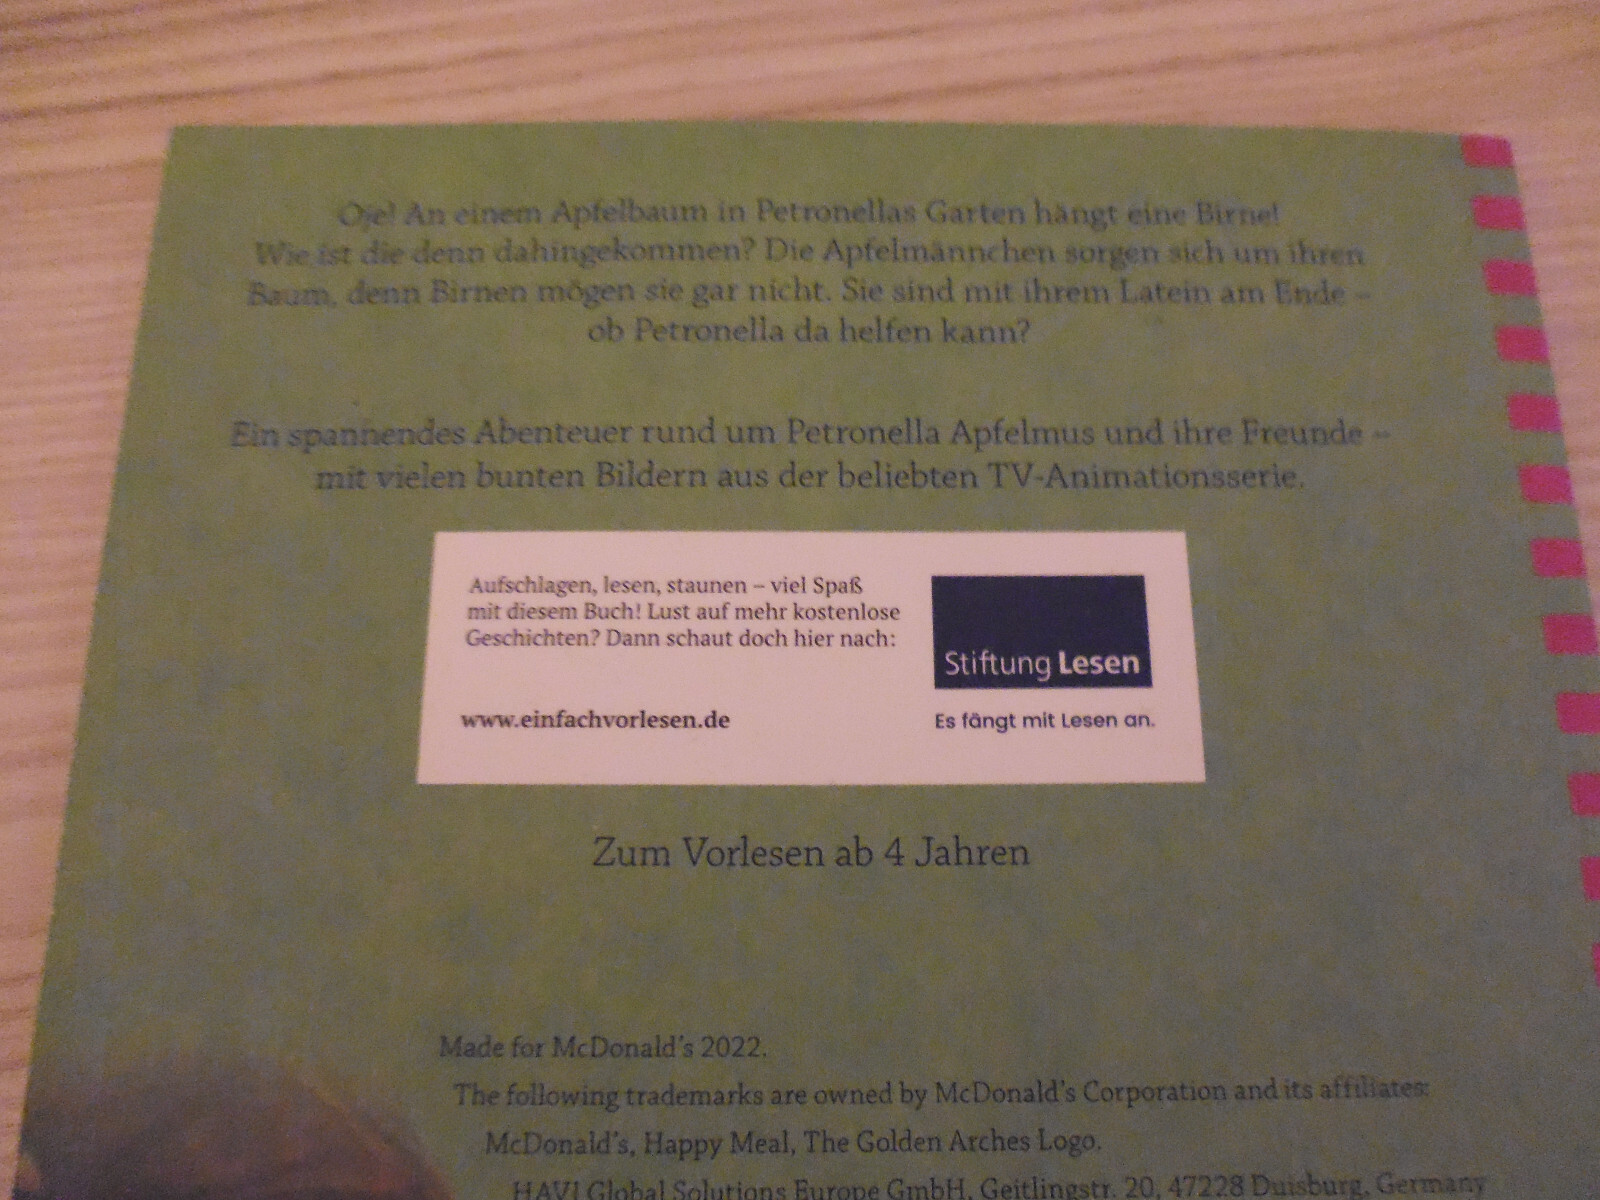 Oje! An einem Apfelbaum in Petronellas Garten hängt eine Birne!
Wie ist die denn dahingekommen? Die Apfelmännchen sorgen sich um ihren
Baum, denn Birnen mögen sie gar nicht. Sie sind mit ihrem Latein am Ende –
ob Petronella da helfen kann?
Ein spannendes Abenteuer rund um Petronella Apfelmus und ihre Freunde –
mit vielen bunten Bildern aus der beliebten TV-Animationsserie.
Aufschlagen, lesen, staunen – viel Spaß
mit diesem Buch! Lust auf mehr kostenlose
Geschichten? Dann schaut doch hier nach:
www.einfachvorlesen.de
Stiftung Lesen
Es fängt mit Lesen an.
Zum Vorlesen ab 4 Jahren
Made for McDonald's 2022.
The following trademarks are owned by McDonald's Corporation and its affiliates:
McDonald's, Happy Meal, The Golden Arches Logo.
HAVI Global Solutions Europe GmbH, Geitlingstr. 20, 47228 Duisburg, Germany